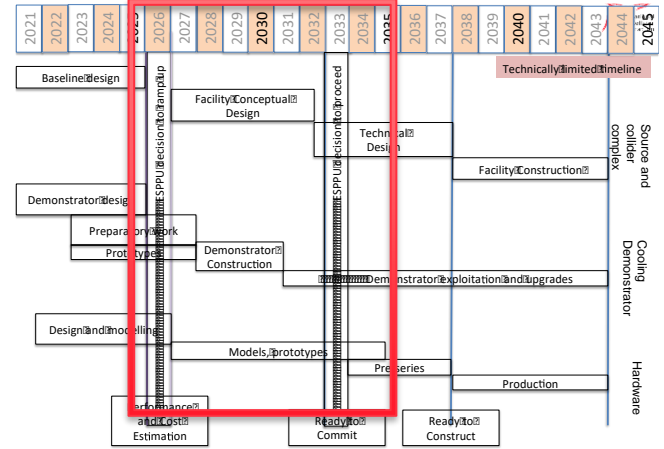 2021 2022 2023 2024 2025 2026 2027 2028 2029 2030 2031 2032 2033 2034 2035 2036 2037 2038 2039 2040 2041 2042 2043 2044 2045
Technically limited timeline
Baseline design
ESPPU decision to ramp up
Facility Conceptual
Design
ESPPU decision to proceed
Technical
Design
Facility Construction
Source and
collider
complex
Demonstrator design
Preparatory work
Prototypes
Demonstrator
Construction
Demonstrator exploitation and upgrades
Cooling
Demonstrator
Design and modelling
Models, prototypes
Pre-series
Production
Hardware
Performance
and Cost
Estimation
Ready to
Commit
Ready to
Construct